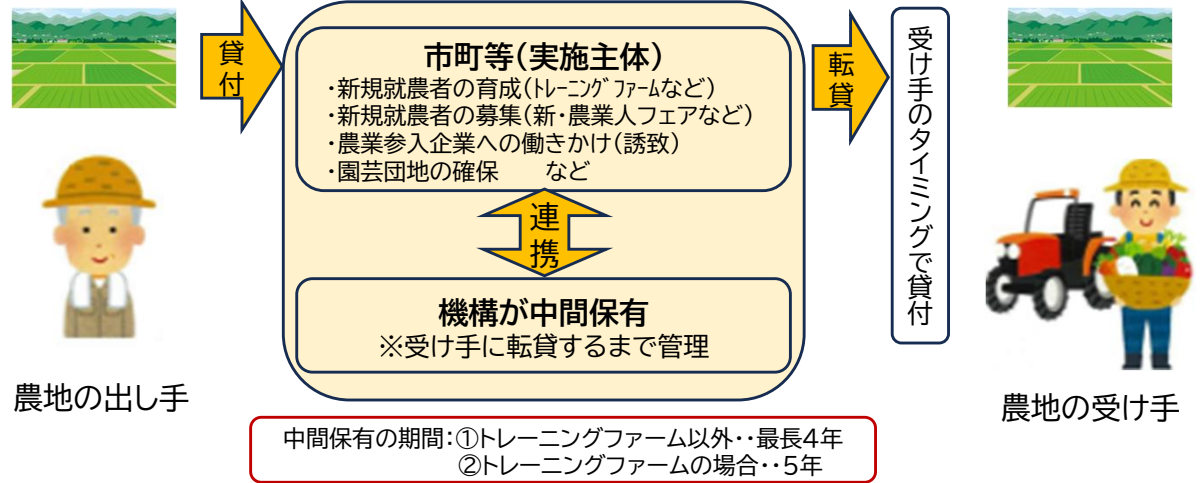 貸付
市町等(実施主体)
・新規就農者の育成(トレーニングファームなど)
・新規就農者の募集(新・農業人フェアなど)
・農業参入企業への働きかけ(誘致)
・園芸団地の確保　　など
連携
機構が中間保有
※受け手に転貸するまで管理
転貸
受け手のタイミングで貸付
農地の出し手
農地の受け手
中間保有の期間:①トレーニングファーム以外・・最長4年
②トレーニングファームの場合・・5年